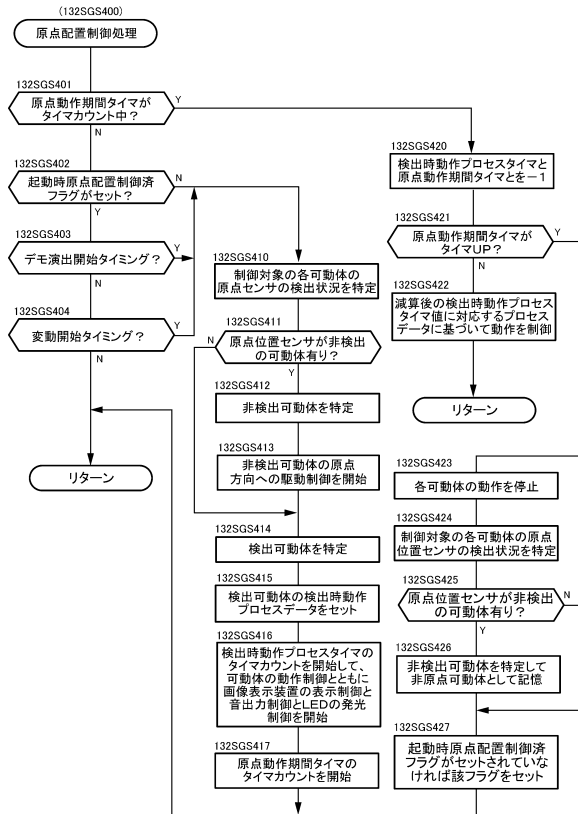 (132SGS400)
原点配置制御処理
132SGS401
原点動作期間タイマが
タイマカウント中？
Y
N
132SGS402
起動時原点配置制御済
フラグがセット？
N
Y
132SGS403
デモ演出開始タイミング？
Y
N
132SGS404
変動開始タイミング？
Y
N
リターン
132SGS410
制御対象の各可動体の
原点センサの検出状況を特定
132SGS411
原点位置センサが非検出
の可動体有り？
N
Y
132SGS412
非検出可動体を特定
132SGS413
非検出可動体の原点
方向への駆動制御を開始
132SGS414
検出可動体を特定
132SGS415
検出可動体の検出時動作
プロセスデータをセット
132SGS416
検出時動作プロセスタイマの
タイマカウントを開始して、
可動体の動作制御とともに
画像表示装置の表示制御と
音出力制御とLEDの発光
制御を開始
132SGS417
原点動作期間タイマの
タイマカウントを開始
132SGS420
検出時動作プロセスタイマと
原点動作期間タイマとを－1
132SGS421
原点動作期間タイマが
タイマUP？
Y
N
132SGS422
減算後の検出時動作プロセス
タイマ値に対応するプロセス
データに基づいて動作を制御
リターン
132SGS423
各可動体の動作を停止
132SGS424
制御対象の各可動体の原点
位置センサの検出状況を特定
132SGS425
原点位置センサが非検出
の可動体有り？
N
Y
132SGS426
非検出可動体を特定して
非原点可動体として記憶
132SGS427
起動時原点配置制御済
フラグがセットされていな
ければ該フラグをセット